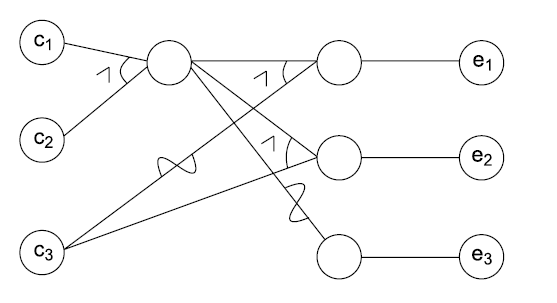 c₁
e₁
c₂
e₂
c₃
e₃
^
^
^